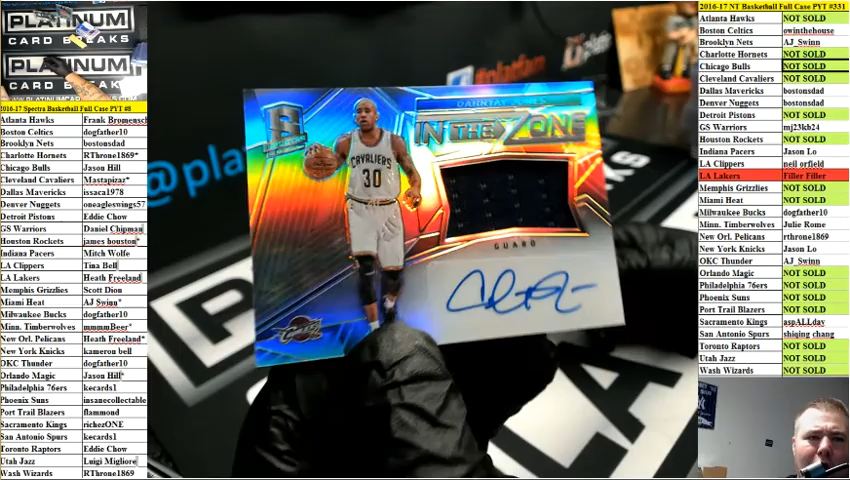 PLATINUM
CARD BREAKS
PLATINUM
CARD BREAKS
2016-17 Spectra Basketball Full Case PYT #8
Atlanta Hawks Frank Bromensch
Boston Celtics dogfather10
Brooklyn Nets bostonsdad
Charlotte Hornets RThrone1869*
Chicago Bulls Jason Hill
Cleveland Cavaliers Mastapizaz*
Dallas Mavericks issaca1978
Denver Nuggets oneagleswings57
Detroit Pistons Eddie Chow
GS Warriors Daniel Chipman
Houston Rockets james houston*
Indiana Pacers Mitch Wolfe
LA Clippers Tina Bell
LA Lakers Heath Freeland
Memphis Grizzlies Scott Dion
Miami Heat AJ Swinn*
Milwaukee Bucks dogfather10
Minn. Timberwolves mmmmBeer*
New Orl. Pelicans Heath Freeland*
New York Knicks kameron bell
OKC Thunder dogfather10
Orlando Magic Jason Hill*
Philadelphia 76ers kecards1
Phoenix Suns insanecollectable
Port Trail Blazers flammond
Sacramento Kings richezONE
San Antonio Spurs kecards1
Toronto Raptors Eddie Chow
Utah Jazz Luigi Migliore
Wash Wizards RThrone1869
@pla
DAHNTAY JONES
IN THE ZONE
CAVALIERS
30
GUARD
CAVS
2016-17 NT Basketball Full Case PYT #331
Atlanta Hawks NOT SOLD
Boston Celtics owinthehouse
Brooklyn Nets AJ_Swinn
Charlotte Hornets NOT SOLD
Chicago Bulls NOT SOLD
Cleveland Cavaliers NOT SOLD
Dallas Mavericks bostonsdad
Denver Nuggets bostonsdad
Detroit Pistons NOT SOLD
GS Warriors mj23kb24
Houston Rockets NOT SOLD
Indiana Pacers Jason Lo
LA Clippers neil orfield
LA Lakers Filler Filler
Memphis Grizzlies NOT SOLD
Miami Heat NOT SOLD
Milwaukee Bucks dogfather10
Minn. Timberwolves Julie Rome
New Orl. Pelicans rthrone1869
New York Knicks Jason Lo
OKC Thunder AJ_Swinn
Orlando Magic NOT SOLD
Philadelphia 76ers NOT SOLD
Phoenix Suns NOT SOLD
Port Trail Blazers NOT SOLD
Sacramento Kings aspALLday
San Antonio Spurs shiqing chang
Toronto Raptors NOT SOLD
Utah Jazz NOT SOLD
Wash Wizards NOT SOLD